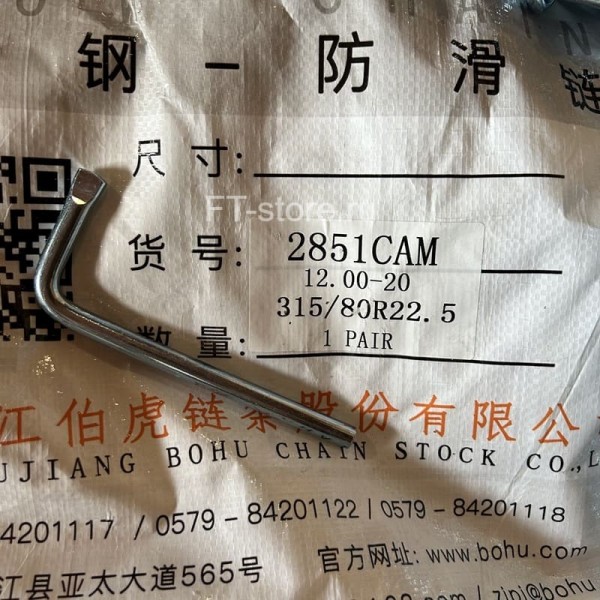 钢-防滑链
尺寸:
FT-store.ru
货号:
2851CAM
12.00-20
315/80R22.5
数量:
1 PAIR
江伯虎链条股份有限公
UJIANG BOHU CHAIN STOCK CO.,L
84201117 / 0579-84201122 / 0579-84201118
官方网址: www.bohu.com
江县亚太大道565号